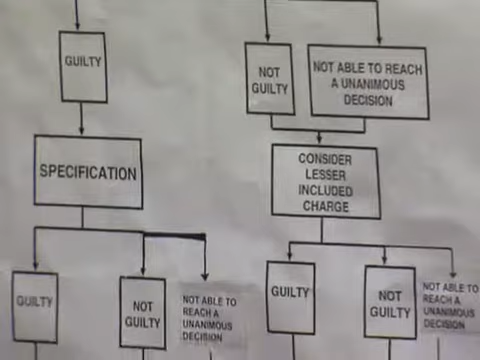 GUILTY
NOT
GUILTY
NOT ABLE TO REACH
A UNANIMOUS
DECISION
SPECIFICATION
CONSIDER
LESSER
INCLUDED
CHARGE
GUILTY
NOT
GUILTY
NOT ABLE TO
REACH A
UNANIMOUS
DECISION
GUILTY
NOT
GUILTY
NOT ABLE TO
REACH A
UNANIMOUS
DECISION